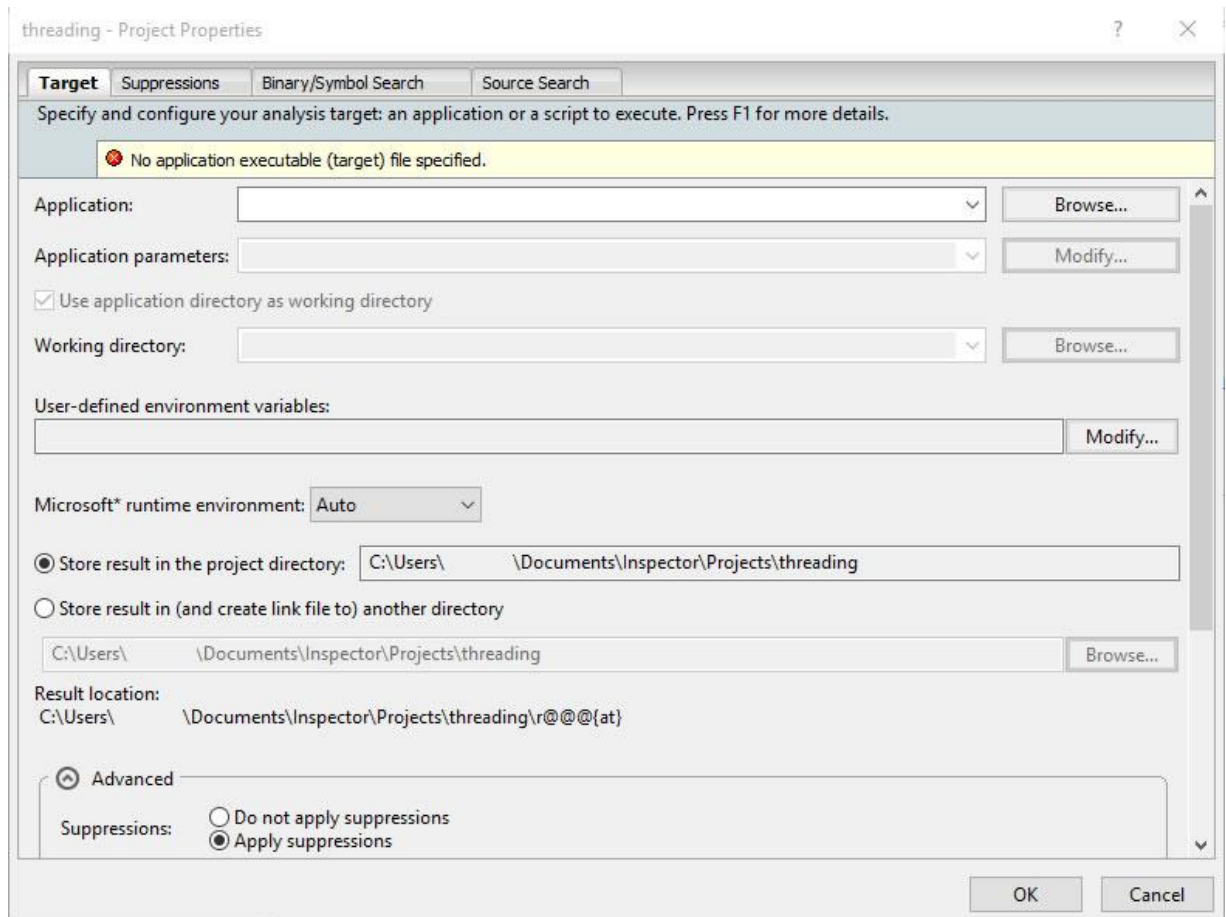 threading - Project Properties ?
Target Suppressions Binary/Symbol Search Source Search
Specify and configure your analysis target: an application or a script to execute. Press F1 for more details.
No application executable (target) file specified.
Application: Browse...
Application parameters: Modify...
Use application directory as working directory
Working directory: Browse...
User-defined environment variables:
Modify...
Microsoft* runtime environment: Auto
Store result in the project directory: C:\Users\ \Documents\Inspector\Projects\threading
Store result in (and create link file to) another directory
C:\Users\ \Documents\Inspector\Projects\threading Browse...
Result location:
C:\Users\ \Documents\Inspector\Projects\threading\r@@@{at}
Advanced
Suppressions: Do not apply suppressions
Apply suppressions
OK Cancel